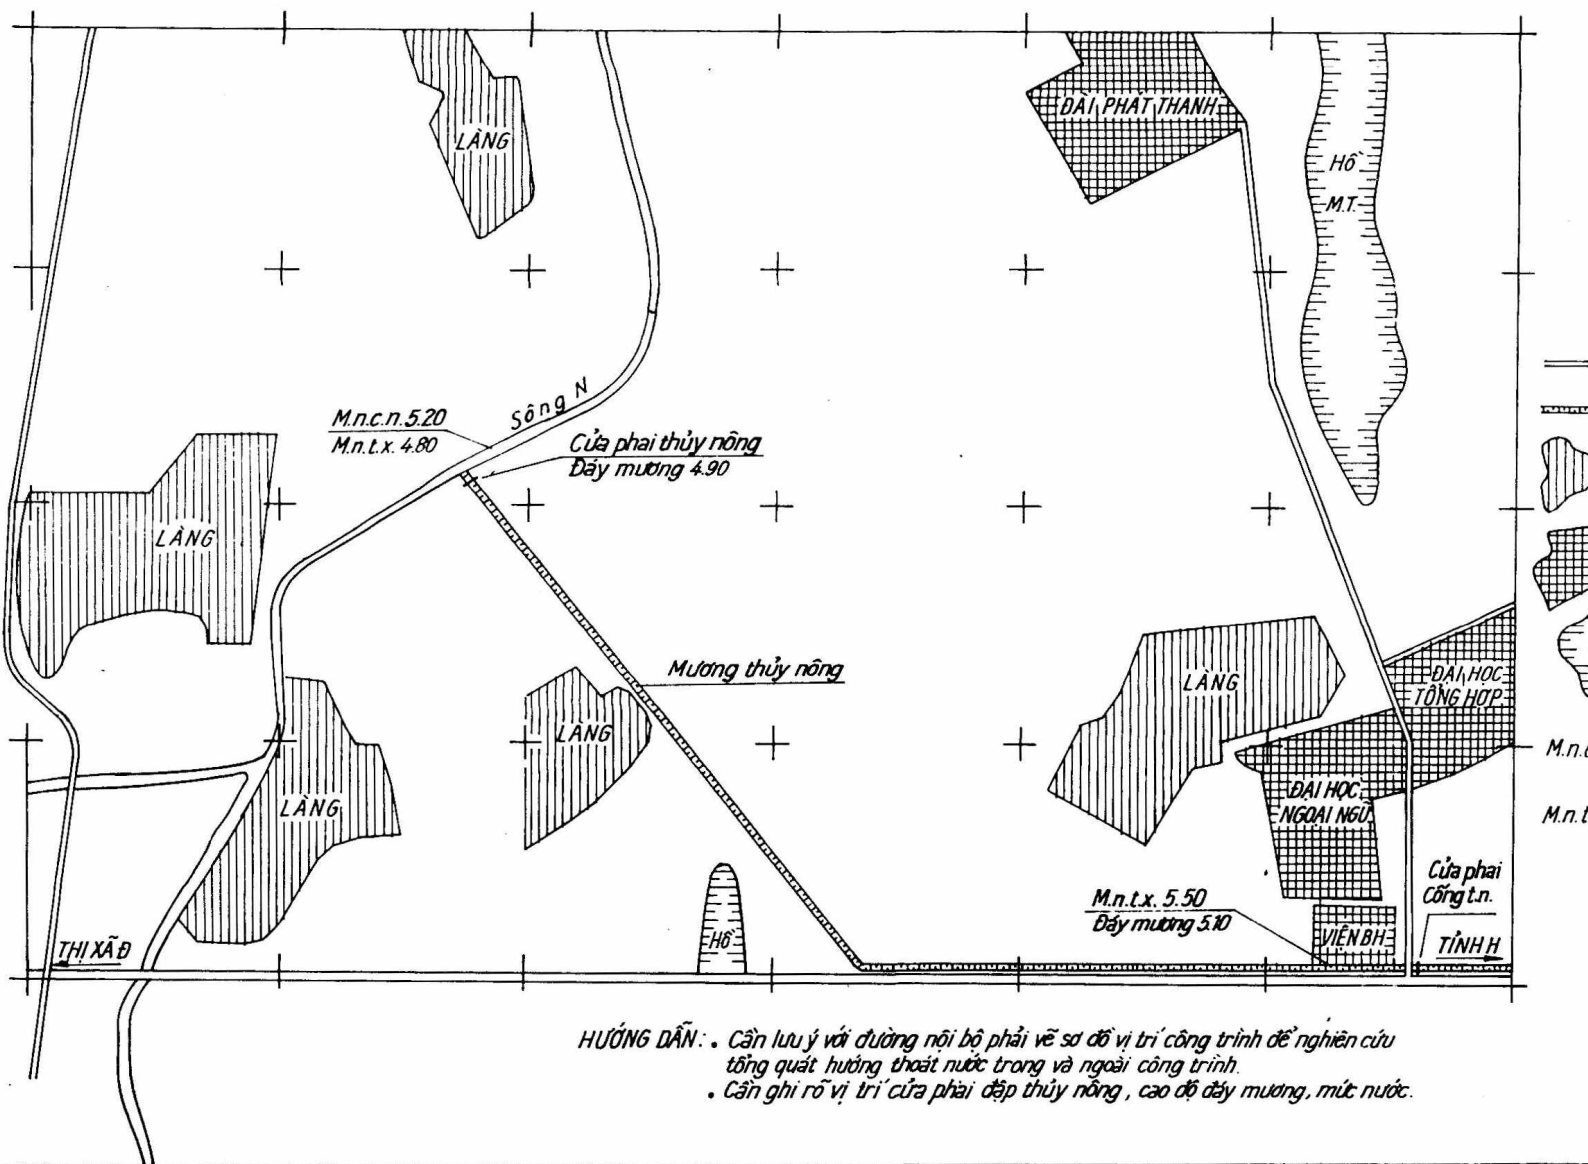 LÀNG
ĐÀI PHÁT THANH
HỒ
M.T.
Sông N
M.n.c.n. 5.20
M.n.t.x. 4.80
Cửa phai thủy nông
Đáy mương 4.90
LÀNG
Mương thủy nông
LÀNG
LÀNG
LÀNG
ĐẠI HỌC
TỔNG HỢP
ĐẠI HỌC
NGOẠI NGỮ
M.n.
M.n.t
Cửa phai
Cống t.n.
M.n.t.x. 5.50
Đáy mương 5.10
HỒ
VIỆN BH
TỈNH H
THỊ XÃ Đ
HƯỚNG DẪN: • Cần lưu ý với đường nội bộ phải vẽ sơ đồ vị trí công trình để nghiên cứu
tổng quát hướng thoát nước trong và ngoài công trình.
• Cần ghi rõ vị trí cửa phai đập thủy nông, cao độ đáy mương, mức nước.